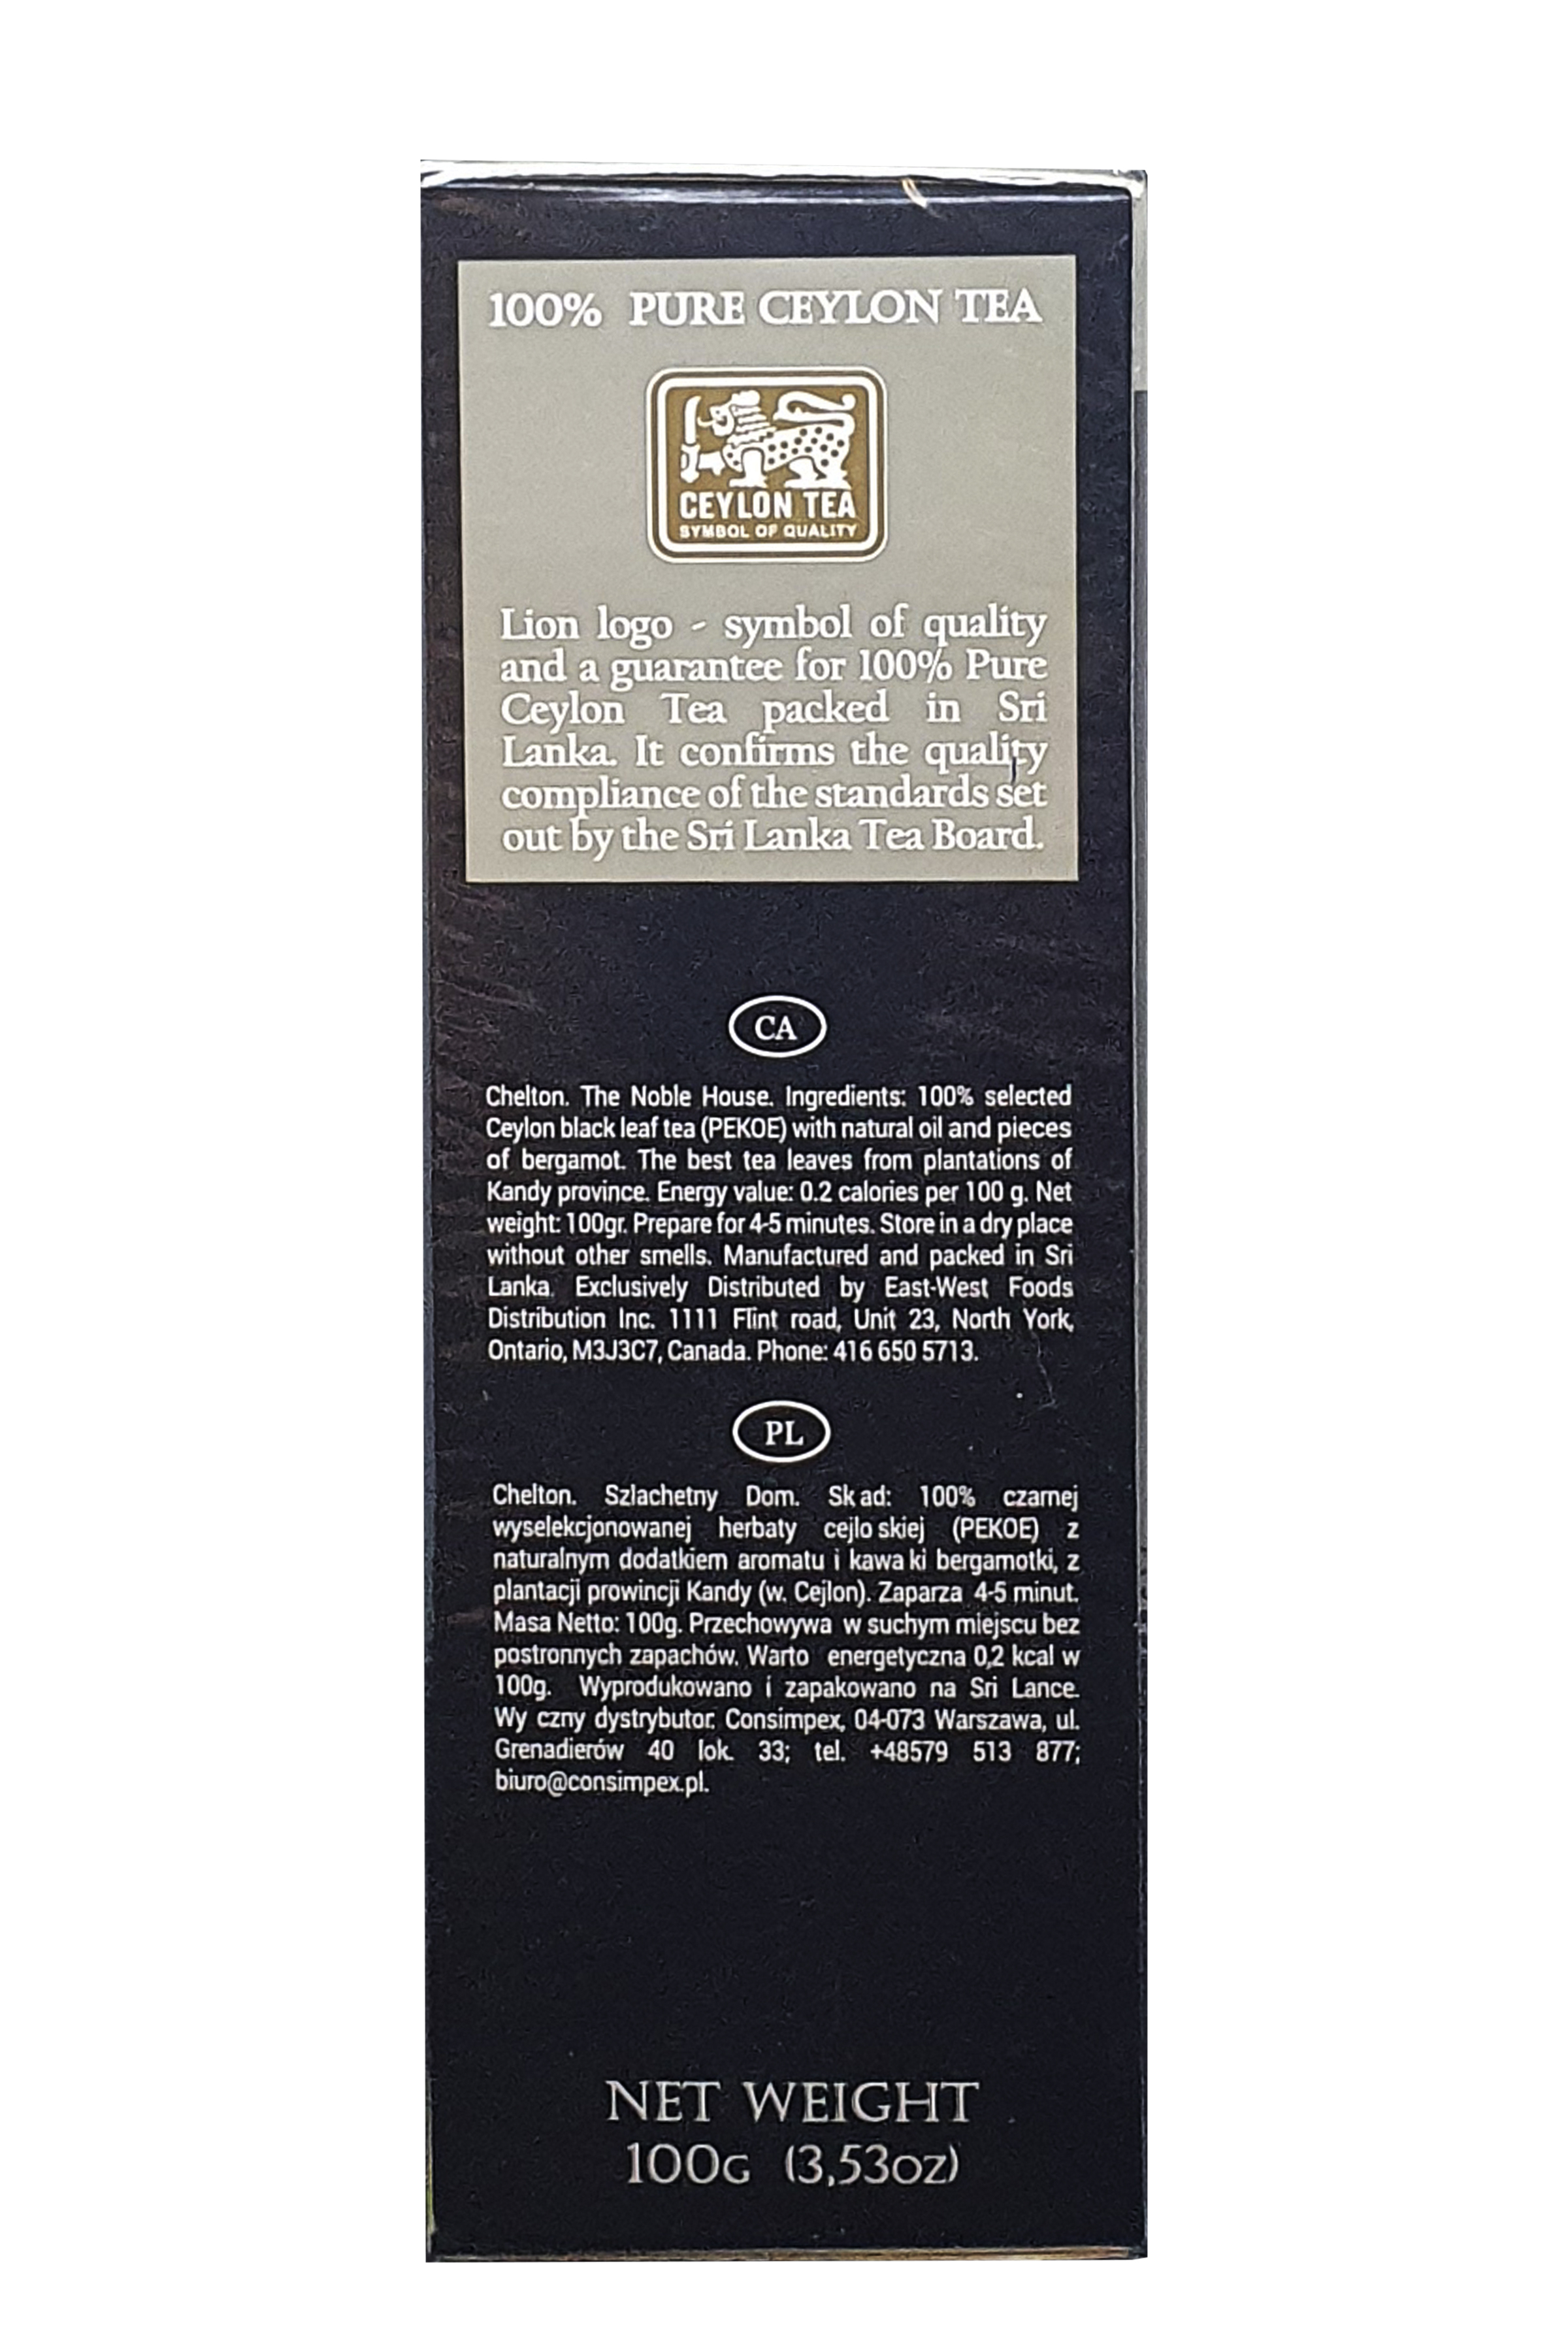 100% PURE CEYLON TEA
CEYLON TEA
SYMBOL OF QUALITY
Lion logo - symbol of quality
and a guarantee for 100% Pure
Ceylon Tea packed in Sri
Lanka. It confirms the quality
compliance of the standards set
out by the Sri Lanka Tea Board.
CA
Chelton. The Noble House. Ingredients: 100% selected
Ceylon black leaf tea (PEKOE) with natural oil and pieces
of bergamot. The best tea leaves from plantations of
Kandy province. Energy value: 0.2 calories per 100 g. Net
weight: 100gr. Prepare for 4-5 minutes. Store in a dry place
without other smells. Manufactured and packed in Sri
Lanka. Exclusively Distributed by East-West Foods
Distribution Inc. 1111 Flint road, Unit 23, North York,
Ontario, M3J3C7, Canada. Phone: 416 650 5713.
PL
Chelton. Szlachetny Dom. Sk ad: 100% czarnej
wyselekcjonowanej herbaty cejlo skiej (PEKOE) z
naturalnym dodatkiem aromatu i kawa ki bergamotki, z
plantacji prowincji Kandy (w. Cejlon). Zaparza 4-5 minut.
Masa Netto: 100g. Przechowywa w suchym miejscu bez
postronnych zapachów. Warto energetyczna 0,2 kcal w
100g. Wyprodukowano i zapakowano na Sri Lance.
Wy czny dystrybutor: Consimpex, 04-073 Warszawa, ul.
Grenadierów 40 lok. 33; tel. +48579 513 877;
biuro@consimpex.pl.
NET WEIGHT
100G (3,53OZ)